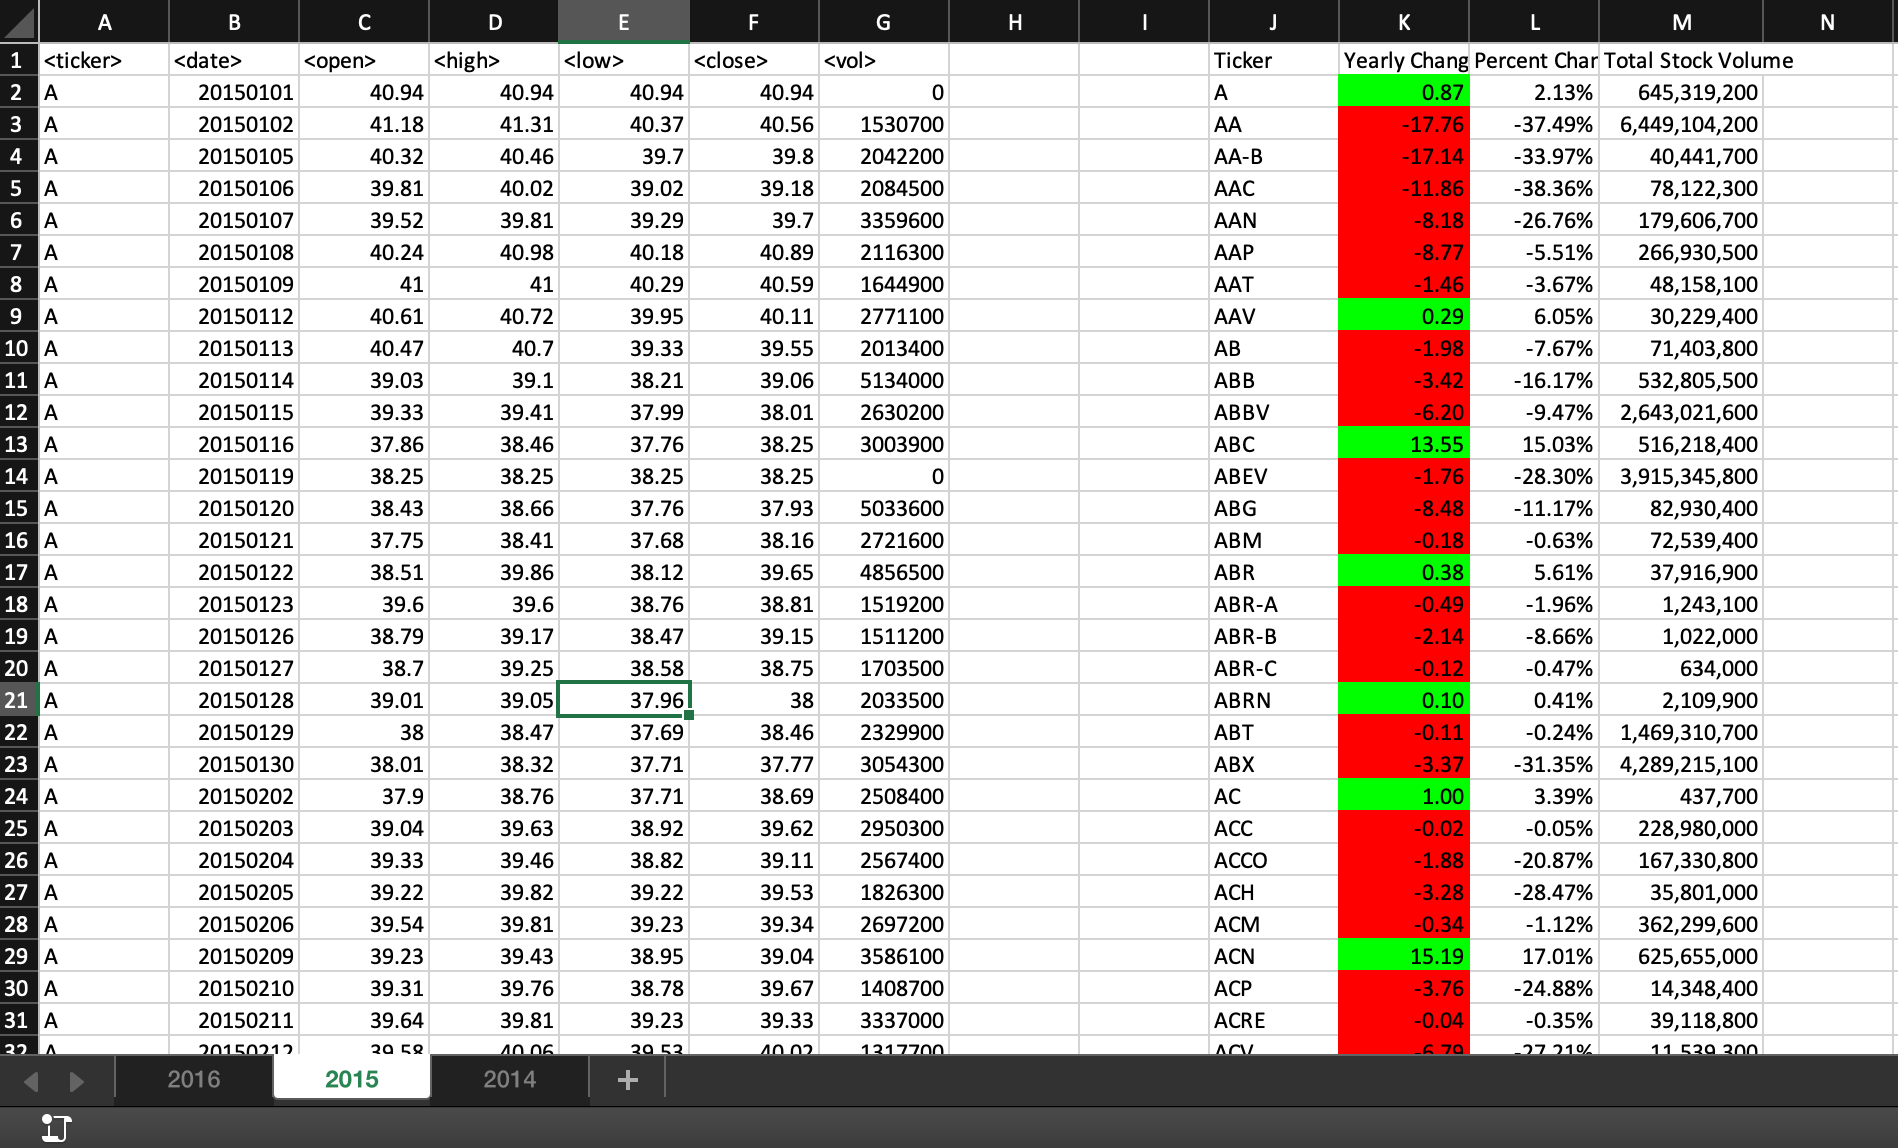 A B C D E F G H I J K L M N
1 <ticker> <date> <open> <high> <low> <close> <vol> Ticker Yearly Chang Percent Char Total Stock Volume
2 A 20150101 40.94 40.94 40.94 40.94 0 A 0.87 2.13% 645,319,200
3 A 20150102 41.18 41.31 40.37 40.56 1530700 AA -17.76 -37.49% 6,449,104,200
4 A 20150105 40.32 40.46 39.7 39.8 2042200 AA-B -17.14 -33.97% 40,441,700
5 A 20150106 39.81 40.02 39.02 39.18 2084500 AAC -11.86 -38.36% 78,122,300
6 A 20150107 39.52 39.81 39.29 39.7 3359600 AAN -8.18 -26.76% 179,606,700
7 A 20150108 40.24 40.98 40.18 40.89 2116300 AAP -8.77 -5.51% 266,930,500
8 A 20150109 41 41 40.29 40.59 1644900 AAT -1.46 -3.67% 48,158,100
9 A 20150112 40.61 40.72 39.95 40.11 2771100 AAV 0.29 6.05% 30,229,400
10 A 20150113 40.47 40.7 39.33 39.55 2013400 AB -1.98 -7.67% 71,403,800
11 A 20150114 39.03 39.1 38.21 39.06 5134000 ABB -3.42 -16.17% 532,805,500
12 A 20150115 39.33 39.41 37.99 38.01 2630200 ABBV -6.20 -9.47% 2,643,021,600
13 A 20150116 37.86 38.46 37.76 38.25 3003900 ABC 13.55 15.03% 516,218,400
14 A 20150119 38.25 38.25 38.25 38.25 0 ABEV -1.76 -28.30% 3,915,345,800
15 A 20150120 38.43 38.66 37.76 37.93 5033600 ABG -8.48 -11.17% 82,930,400
16 A 20150121 37.75 38.41 37.68 38.16 2721600 ABM -0.18 -0.63% 72,539,400
17 A 20150122 38.51 39.86 38.12 39.65 4856500 ABR 0.38 5.61% 37,916,900
18 A 20150123 39.6 39.6 38.76 38.81 1519200 ABR-A -0.49 -1.96% 1,243,100
19 A 20150126 38.79 39.17 38.47 39.15 1511200 ABR-B -2.14 -8.66% 1,022,000
20 A 20150127 38.7 39.25 38.58 38.75 1703500 ABR-C -0.12 -0.47% 634,000
21 A 20150128 39.01 39.05 37.96 38 2033500 ABRN 0.10 0.41% 2,109,900
22 A 20150129 38 38.47 37.69 38.46 2329900 ABT -0.11 -0.24% 1,469,310,700
23 A 20150130 38.01 38.32 37.71 37.77 3054300 ABX -3.37 -31.35% 4,289,215,100
24 A 20150202 37.9 38.76 37.71 38.69 2508400 AC 1.00 3.39% 437,700
25 A 20150203 39.04 39.63 38.92 39.62 2950300 ACC -0.02 -0.05% 228,980,000
26 A 20150204 39.33 39.46 38.82 39.11 2567400 ACCO -1.88 -20.87% 167,330,800
27 A 20150205 39.22 39.82 39.22 39.53 1826300 ACH -3.28 -28.47% 35,801,000
28 A 20150206 39.54 39.81 39.23 39.34 2697200 ACM -0.34 -1.12% 362,299,600
29 A 20150209 39.23 39.43 38.95 39.04 3586100 ACN 15.19 17.01% 625,655,000
30 A 20150210 39.31 39.76 38.78 39.67 1408700 ACP -3.76 -24.88% 14,348,400
31 A 20150211 39.64 39.81 39.23 39.33 3337000 ACRE -0.04 -0.35% 39,118,800
32 A 20150212 39.58 40.06 39.53 40.02 1317700 ACV -6.79 -27.21% 11,539,300
2016 2015 2014 +